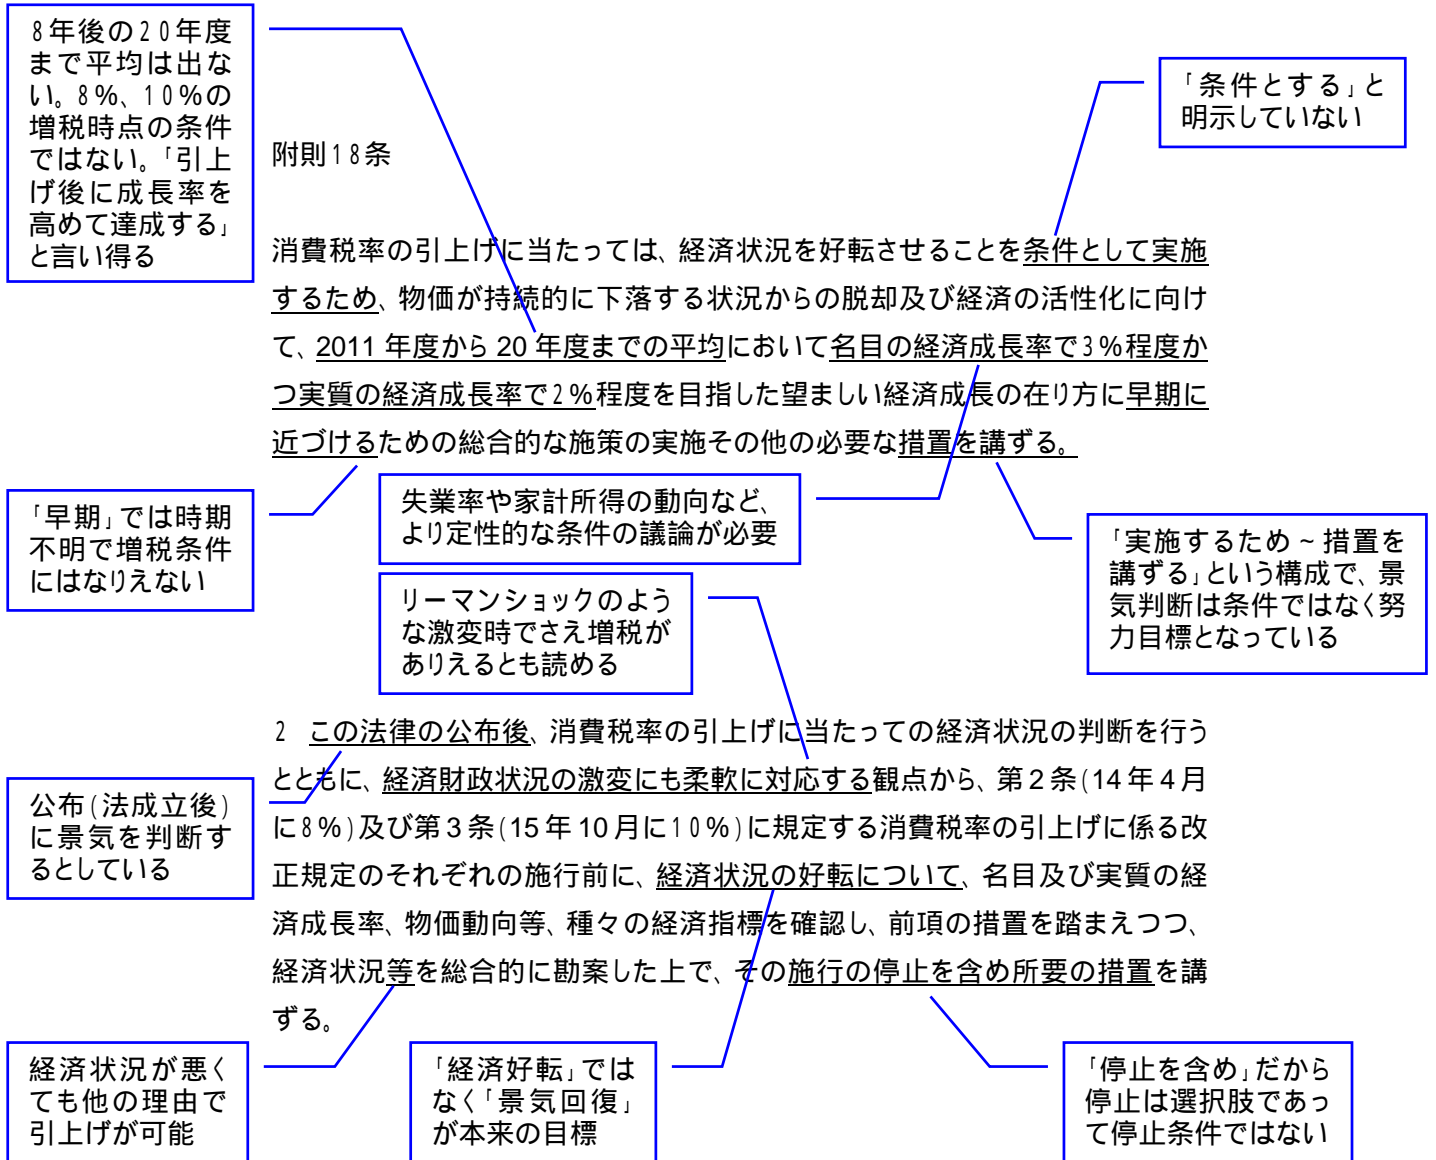 8年後の20年度
まで平均は出な
い。8%、10%の
増税時点の条件
ではない。「引上
げ後に成長率を
高めて達成する」
と言い得る
「条件とする」と
明示していない
附則18条
消費税率の引上げに当たっては、経済状況を好転させることを条件として実施
するため、物価が持続的に下落する状況からの脱却及び経済の活性化に向け
て、2011年度から20年度までの平均において名目の経済成長率で3%程度か
つ実質の経済成長率で2%程度を目指した望ましい経済成長の在り方に早期に
近づけるための総合的な施策の実施その他の必要な措置を講ずる。
「早期」では時期
不明で増税条件
にはなりえない
失業率や家計所得の動向など、
より定性的な条件の議論が必要
「実施するため~措置を
講ずる」という構成で、景
気判断は条件ではなく努
力目標となっている
リーマンショックのよう
な激変時でさえ増税が
ありえるとも読める
2 この法律の公布後、消費税率の引上げに当たっての経済状況の判断を行う
とともに、経済財政状況の激変にも柔軟に対応する観点から、第2条(14年4月
に8%)及び第3条(15年10月に10%)に規定する消費税率の引上げに係る改
正規定のそれぞれの施行前に、経済状況の好転について、名目及び実質の経
済成長率、物価動向等、種々の経済指標を確認し、前項の措置を踏まえつつ、
経済状況等を総合的に勘案した上で、その施行の停止を含め所要の措置を講
ずる。
公布(法成立後)
に景気を判断す
るとしている
経済状況が悪く
ても他の理由で
引上げが可能
「経済好転」では
なく「景気回復」
が本来の目標
「停止を含め」だから
停止は選択肢であっ
て停止条件ではない